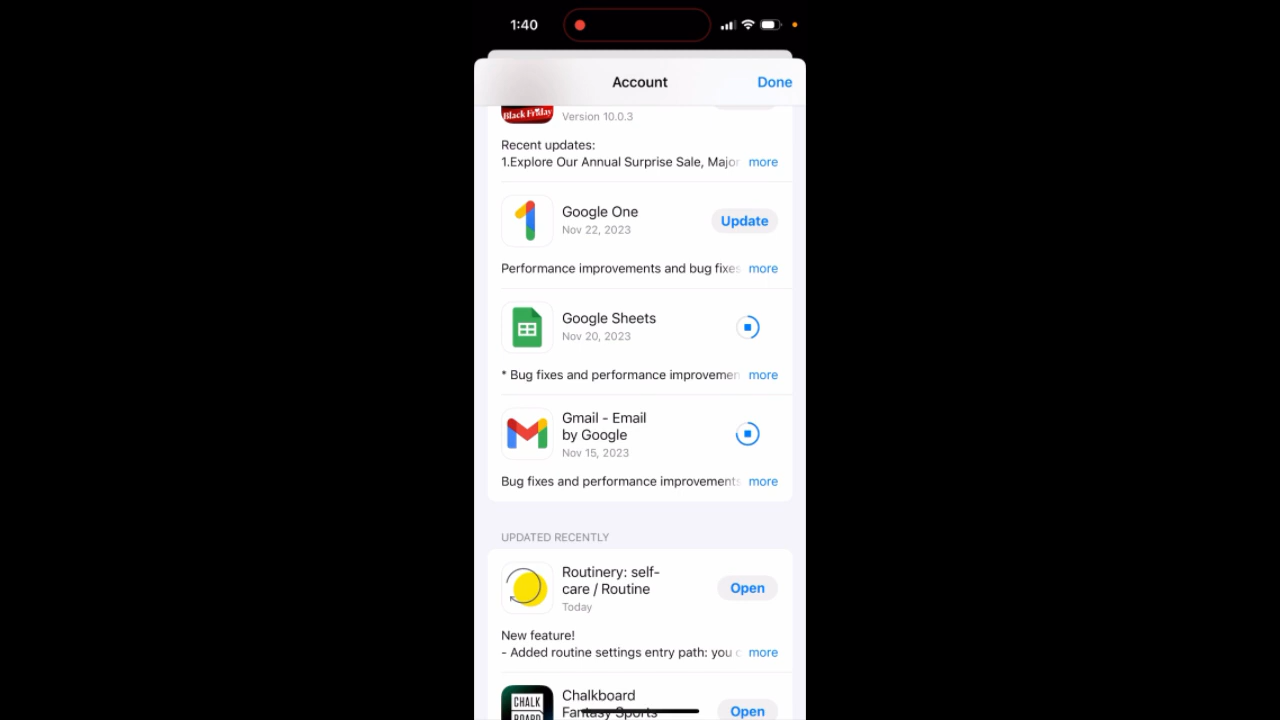 1:40
Account
Done
Black Friday
Version 10.0.3
Recent updates:
1.Explore Our Annual Surprise Sale, Major
more
Google One
Nov 22, 2023
Update
Performance improvements and bug fixes
more
Google Sheets
Nov 20, 2023
* Bug fixes and performance improvemen
more
Gmail - Email
by Google
Nov 15, 2023
Bug fixes and performance improvements
more
UPDATED RECENTLY
Routinery: self-
care / Routine
Today
Open
New feature!
- Added routine settings entry path: you c
more
CHALK
BOARD
Chalkboard
Fantasy Sports
Open